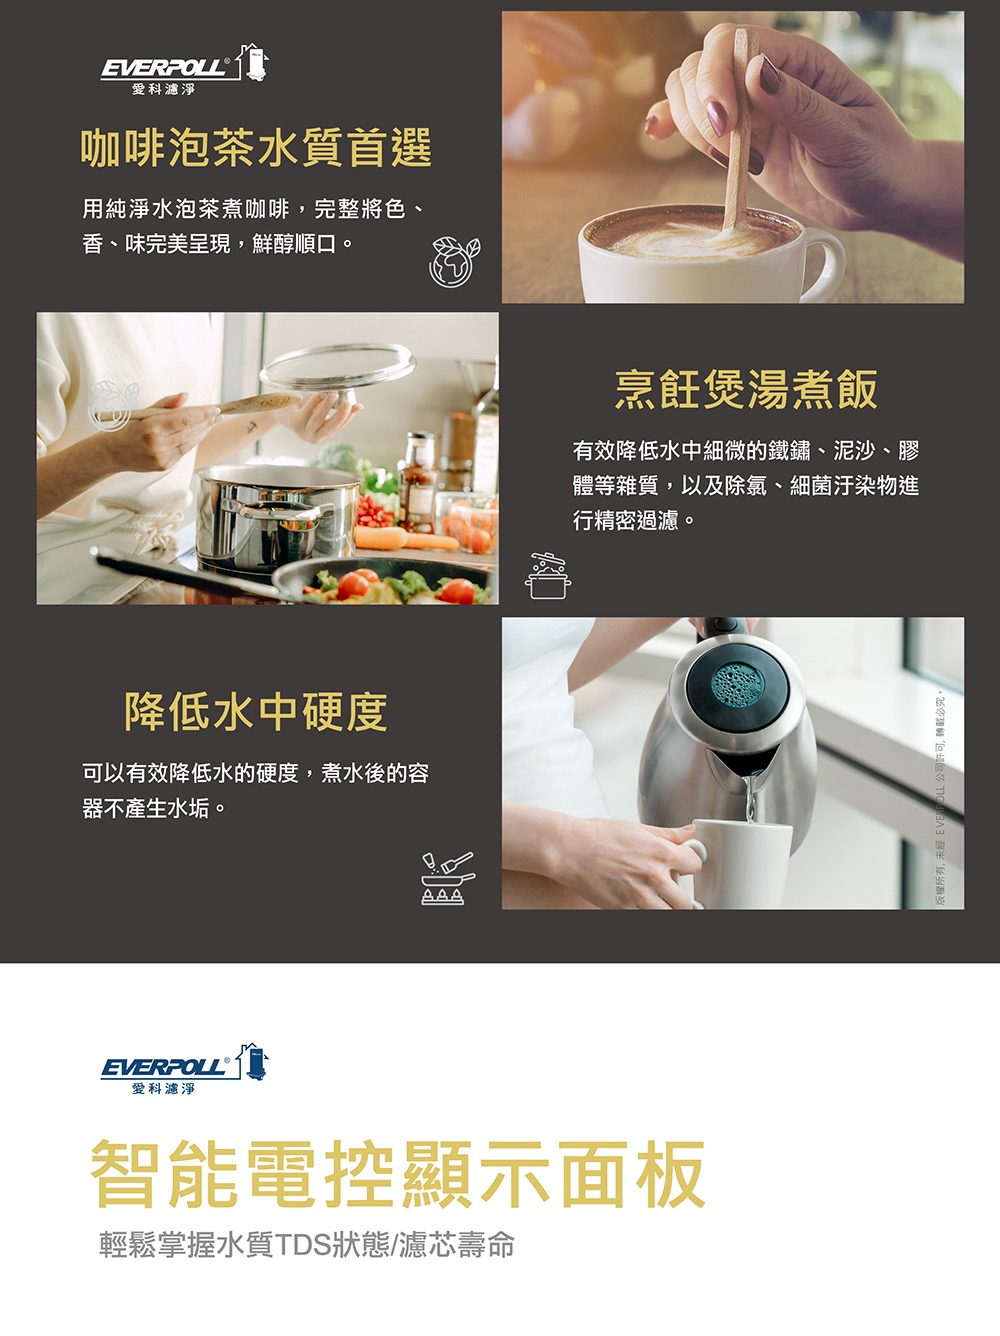 EVERPOLL®
愛科濾淨
咖啡泡茶水質首選
用純淨水泡茶煮咖啡，完整將色、
香、味完美呈現，鮮醇順口。
烹飪煲湯煮飯
有效降低水中細微的鐵鏽、泥沙、膠
體等雜質，以及除氯、細菌汙染物進
行精密過濾。
降低水中硬度
可以有效降低水的硬度，煮水後的容
器不產生水垢。
版權所有, 未經 EVERPOLL 公司許可, 轉載必究。
EVERPOLL®
愛科濾淨
智能電控顯示面板
輕鬆掌握水質TDS狀態/濾芯壽命